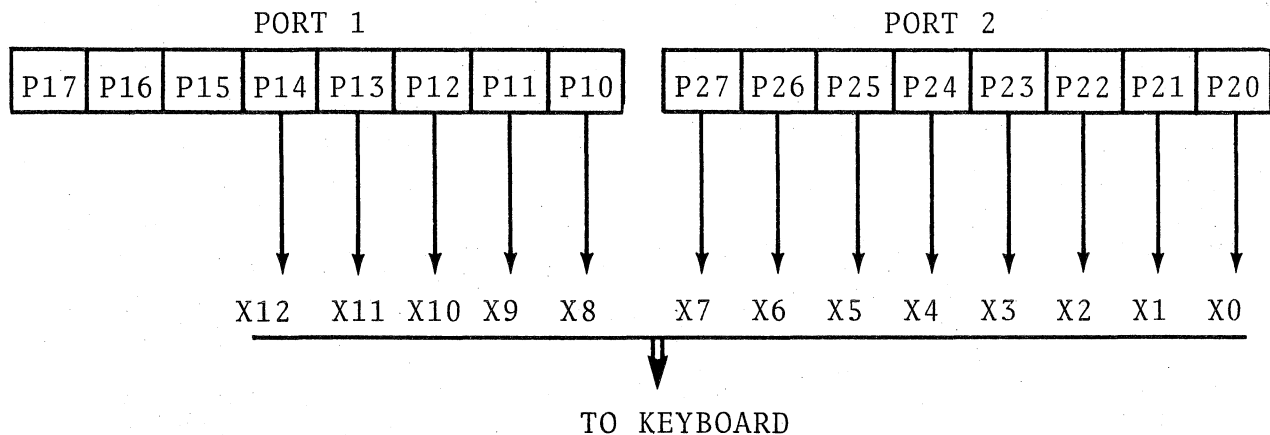 PORT 1 PORT 2
P17 P16 P15 P14 P13 P12 P11 P10 P27 P26 P25 P24 P23 P22 P21 P20
X12 X11 X10 X9 X8 X7 X6 X5 X4 X3 X2 X1 X0
TO KEYBOARD